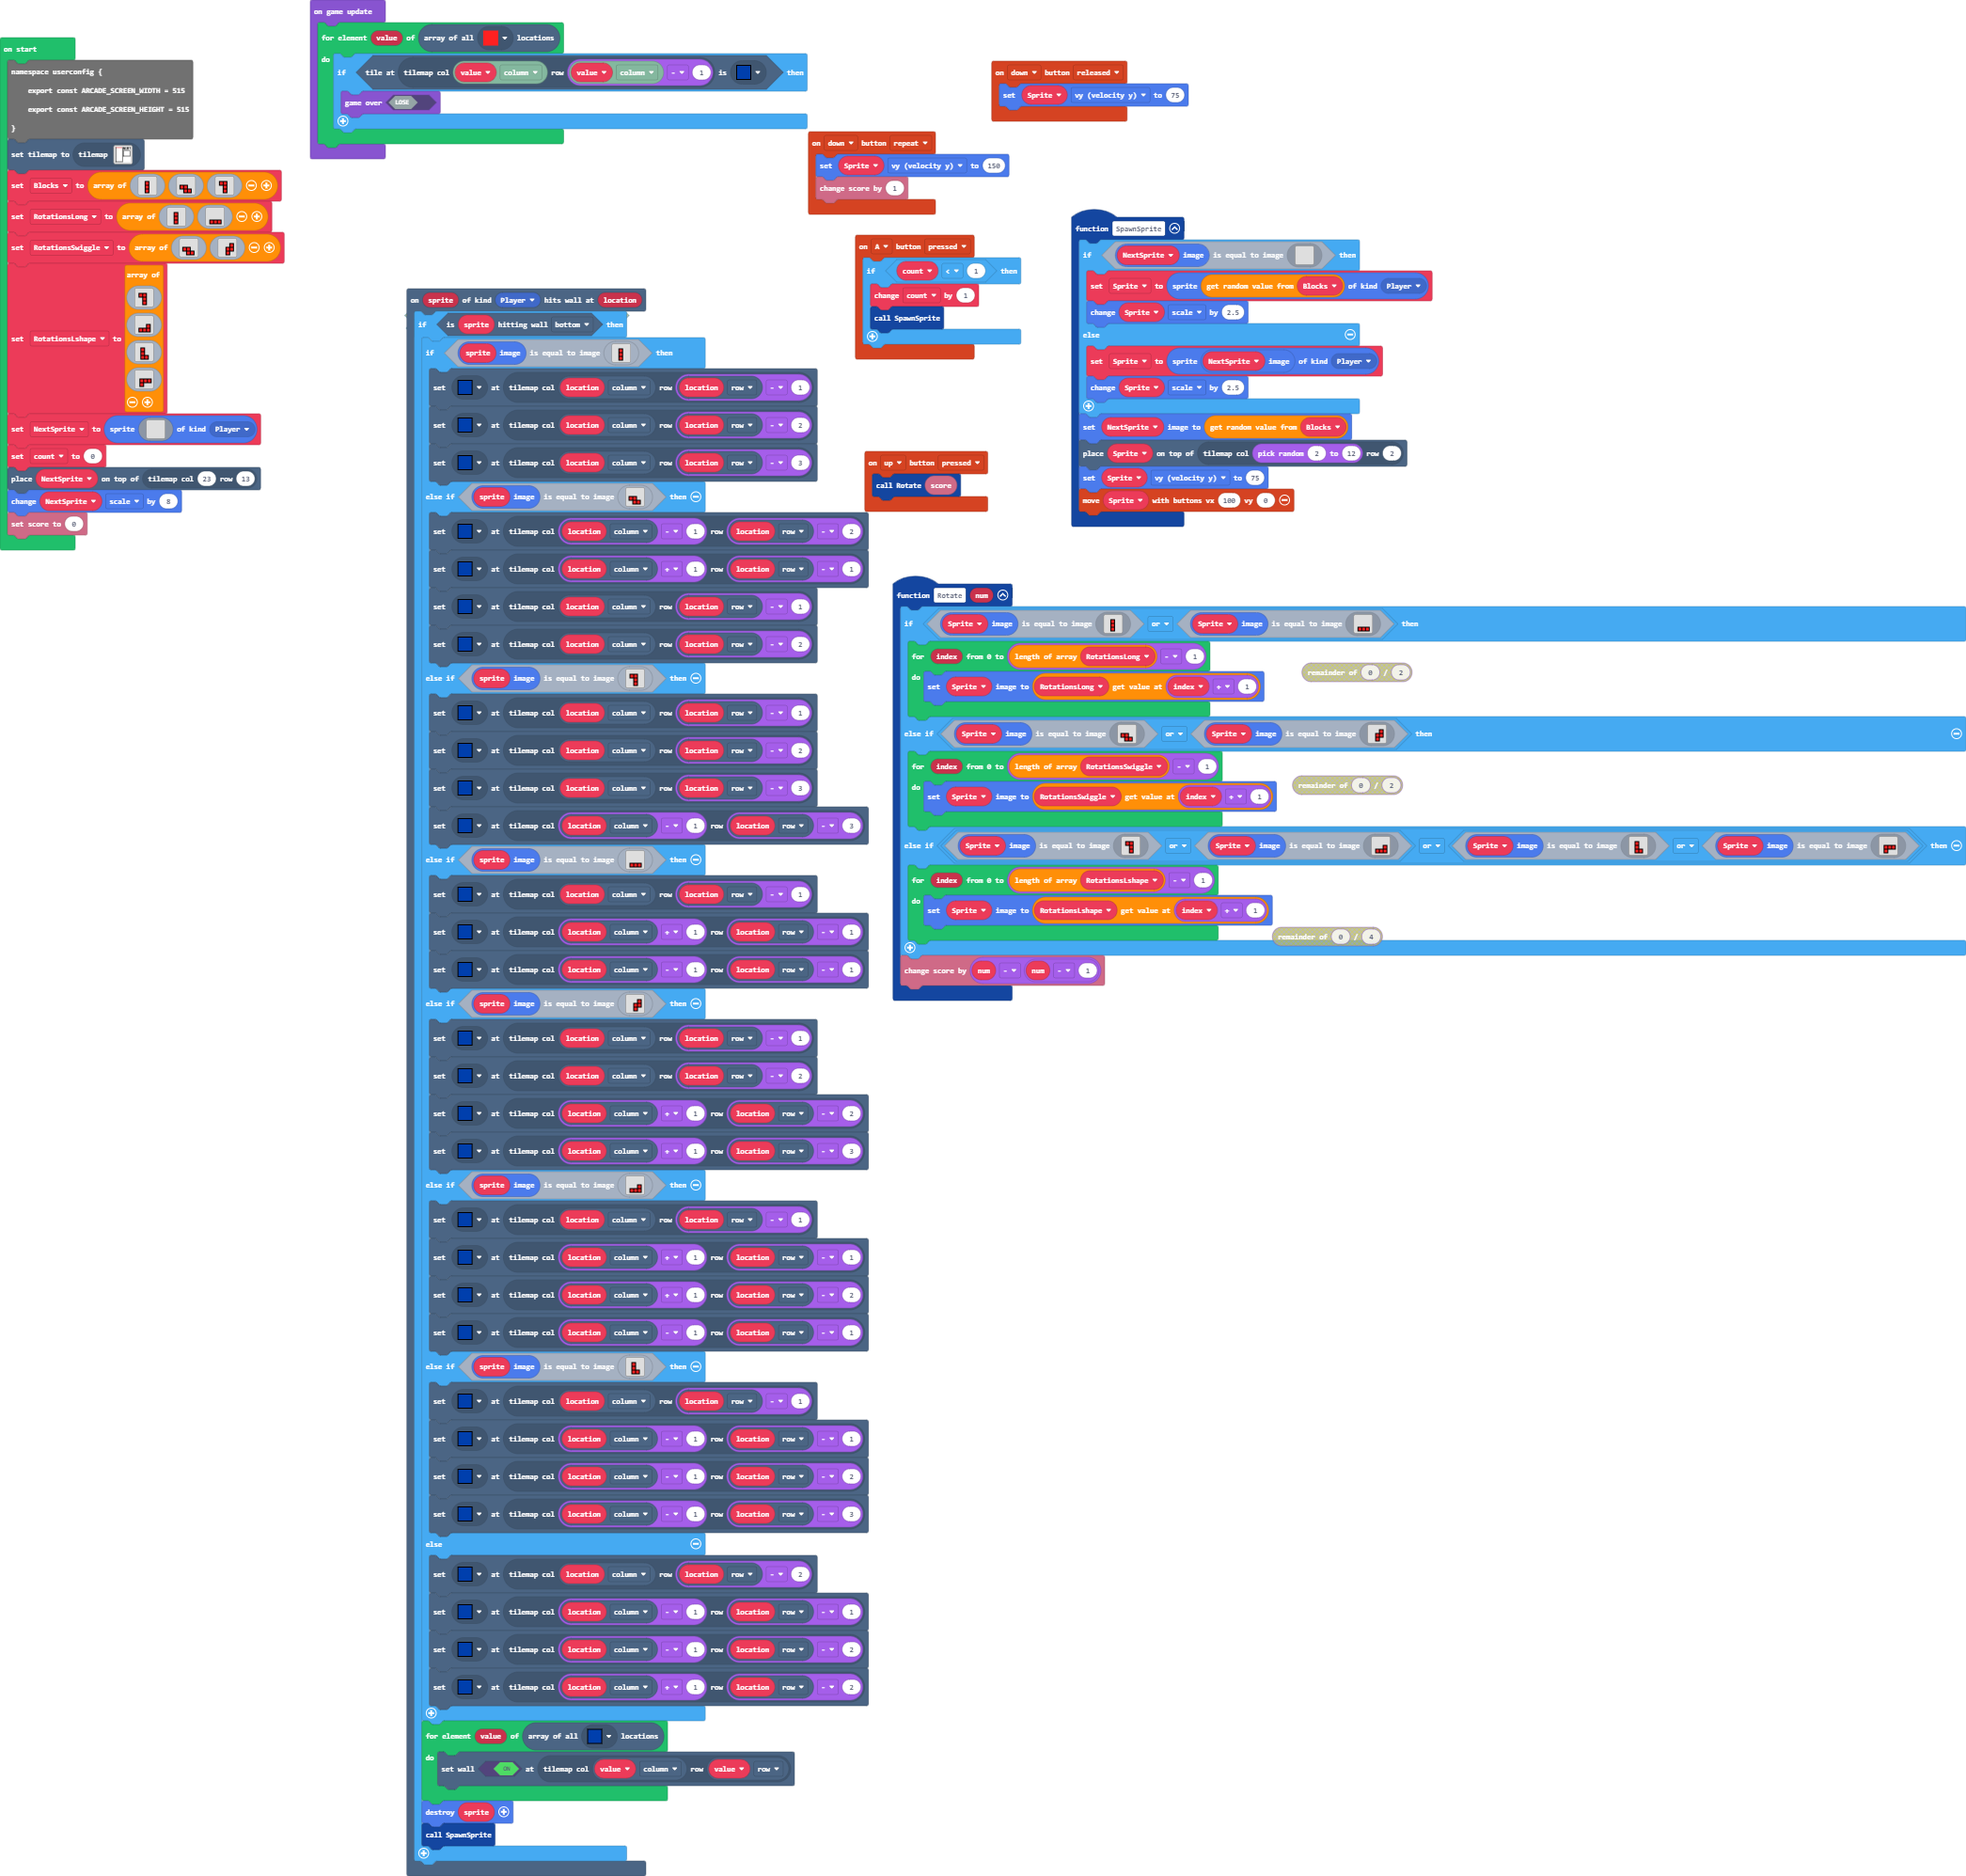 on start
namespace userconfig {
export const ARCADE_SCREEN_WIDTH = 515
export const ARCADE_SCREEN_HEIGHT = 515
}
set tilemap to tilemap
set Blocks to array of
set RotationsLong to array of
set RotationsSwiggle to array of
array of
set RotationsLshape to
set NextSprite to sprite of kind Player
set count to 0
place NextSprite on top of tilemap col 23 row 13
change NextSprite scale by 8
set score to 0
on game update
for element value of array of all locations
do
if tile at tilemap col value column row value column - 1 is then
game over LOSE
on down button released
set Sprite vy (velocity y) to 75
on down button repeat
set Sprite vy (velocity y) to 150
change score by 1
on A button pressed
if count < 1 then
change count by 1
call SpawnSprite
on up button pressed
call Rotate score
function SpawnSprite
if NextSprite image is equal to image then
set Sprite to sprite get random value from Blocks of kind Player
change Sprite scale by 2.5
else
set Sprite to sprite NextSprite image of kind Player
change Sprite scale by 2.5
set NextSprite image to get random value from Blocks
place Sprite on top of tilemap col pick random 2 to 12 row 2
set Sprite vy (velocity y) to 75
move Sprite with buttons vx 100 vy 0
on sprite of kind Player hits wall at location
if is sprite hitting wall bottom then
if sprite image is equal to image then
set at tilemap col location column row location row - 1
set at tilemap col location column row location row - 2
set at tilemap col location column row location row - 3
else if sprite image is equal to image then
set at tilemap col location column - 1 row location row - 2
set at tilemap col location column + 1 row location row - 1
set at tilemap col location column row location row - 1
set at tilemap col location column row location row - 2
else if sprite image is equal to image then
set at tilemap col location column row location row - 1
set at tilemap col location column row location row - 2
set at tilemap col location column row location row - 3
set at tilemap col location column - 1 row location row - 3
else if sprite image is equal to image then
set at tilemap col location column row location row - 1
set at tilemap col location column + 1 row location row - 1
set at tilemap col location column - 1 row location row - 1
else if sprite image is equal to image then
set at tilemap col location column row location row - 1
set at tilemap col location column row location row - 2
set at tilemap col location column + 1 row location row - 2
set at tilemap col location column + 1 row location row - 3
else if sprite image is equal to image then
set at tilemap col location column row location row - 1
set at tilemap col location column + 1 row location row - 1
set at tilemap col location column + 1 row location row - 2
set at tilemap col location column - 1 row location row - 1
else if sprite image is equal to image then
set at tilemap col location column row location row - 1
set at tilemap col location column - 1 row location row - 1
set at tilemap col location column - 1 row location row - 2
set at tilemap col location column - 1 row location row - 3
else
set at tilemap col location column row location row - 2
set at tilemap col location column - 1 row location row - 1
set at tilemap col location column - 1 row location row - 2
set at tilemap col location column + 1 row location row - 2
for element value of array of all locations
do
set wall ON at tilemap col value column row value row
destroy sprite
call SpawnSprite
function Rotate num
if Sprite image is equal to image or Sprite image is equal to image then
for index from 0 to length of array RotationsLong - 1
do
set Sprite image to RotationsLong get value at index + 1
remainder of 0 / 2
else if Sprite image is equal to image or Sprite image is equal to image then
for index from 0 to length of array RotationsSwiggle - 1
do
set Sprite image to RotationsSwiggle get value at index + 1
remainder of 0 / 2
else if Sprite image is equal to image or Sprite image is equal to image or Sprite image is equal to image or Sprite image is equal to image then
for index from 0 to length of array RotationsLshape - 1
do
set Sprite image to RotationsLshape get value at index + 1
remainder of 0 / 4
change score by num - num - 1